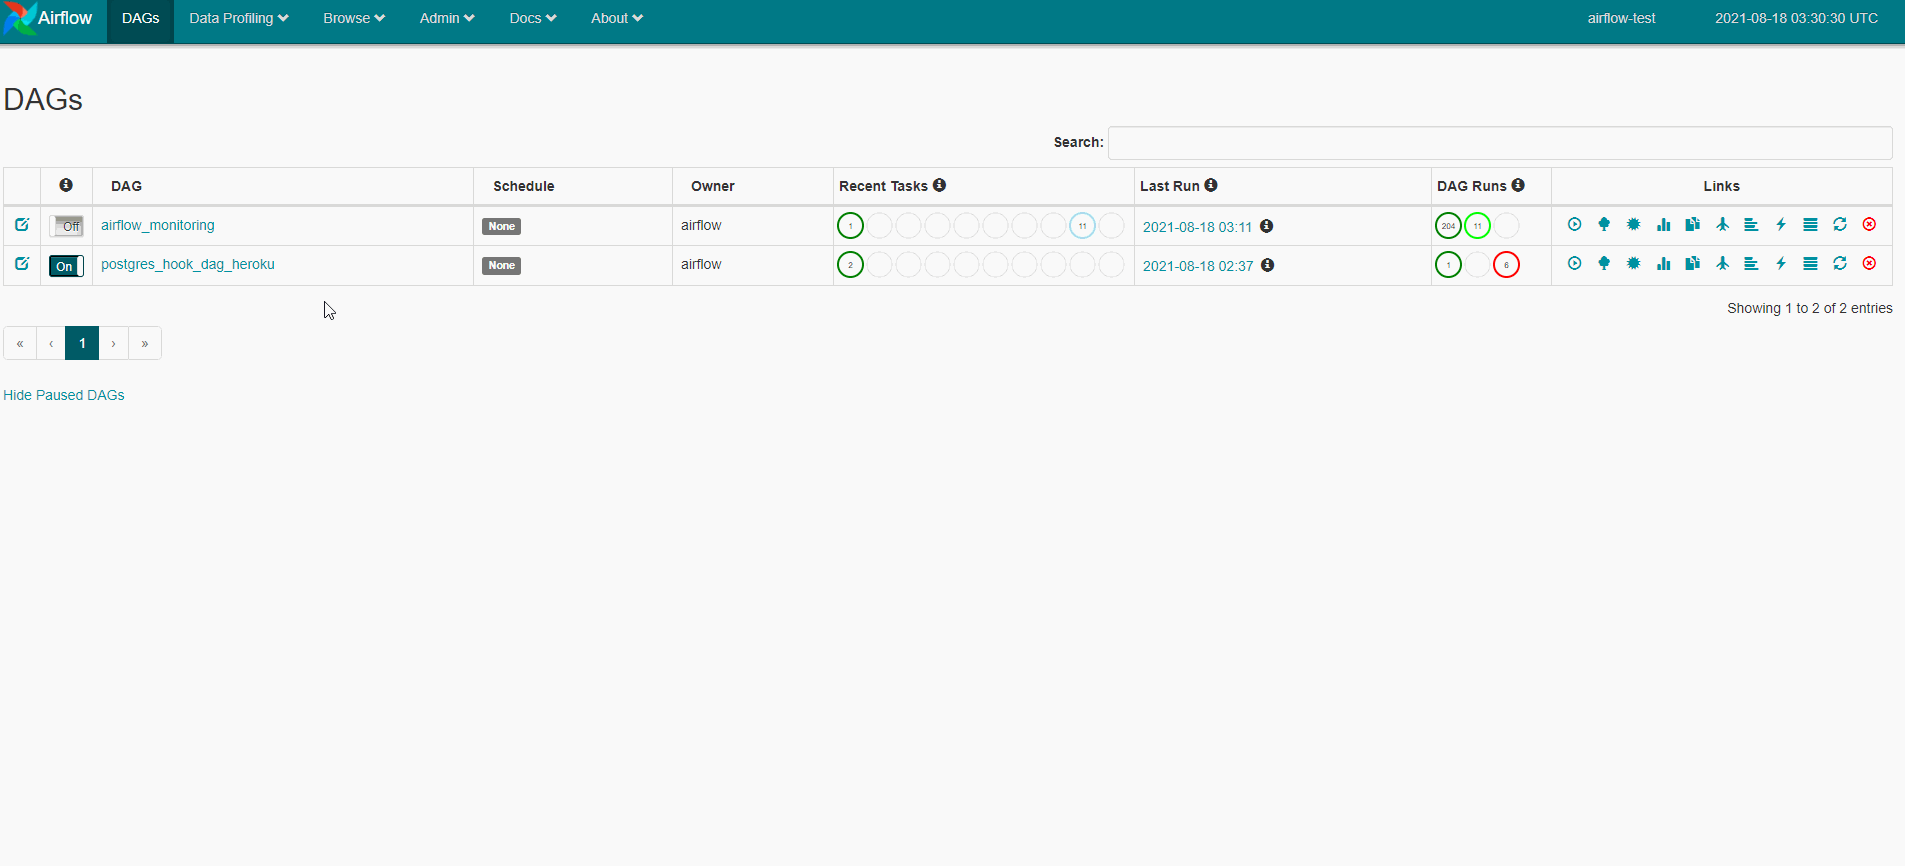 Airflow DAGs Data Profiling Browse Admin Docs About airflow-test 2021-08-18 03:30:30 UTC
DAGs
Search:
DAG Schedule Owner Recent Tasks Last Run DAG Runs Links
Off airflow_monitoring None airflow 1 11 2021-08-18 03:11 204 11
On postgres_hook_dag_heroku None airflow 2 2021-08-18 02:37 1 6
Showing 1 to 2 of 2 entries
« ‹ 1 › »
Hide Paused DAGs